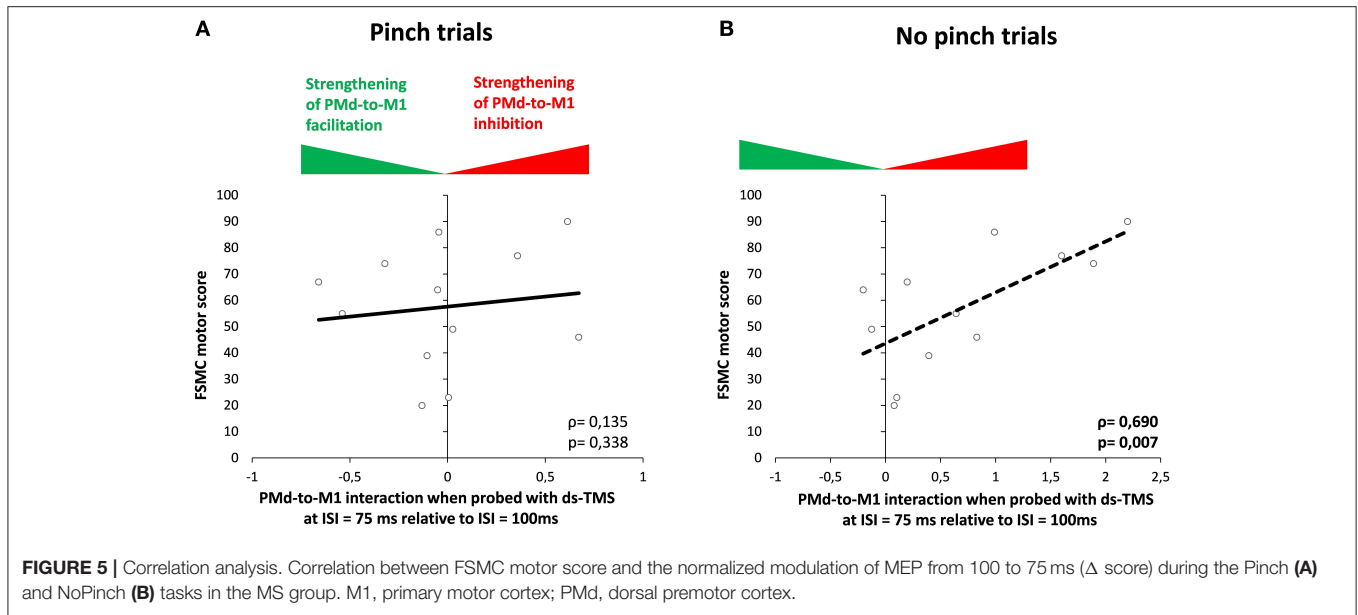 A
Pinch trials
Strengthening
of PMd-to-M1
facilitation
Strengthening
of PMd-to-M1
inhibition
FSMC motor score
100
90
80
70
60
50
40
30
20
10
0
-1
-0,5
0
0,5
1
ρ= 0,135
p= 0,338
PMd-to-M1 interaction when probed with ds-TMS
at ISI = 75 ms relative to ISI = 100ms
B
No pinch trials
FSMC motor score
100
90
80
70
60
50
40
30
20
10
0
-1
-0,5
0
0,5
1
1,5
2
2,5
ρ= 0,690
p= 0,007
PMd-to-M1 interaction when probed with ds-TMS
at ISI = 75 ms relative to ISI = 100ms
FIGURE 5 | Correlation analysis. Correlation between FSMC motor score and the normalized modulation of MEP from 100 to 75 ms (Δ score) during the Pinch (A)
and NoPinch (B) tasks in the MS group. M1, primary motor cortex; PMd, dorsal premotor cortex.